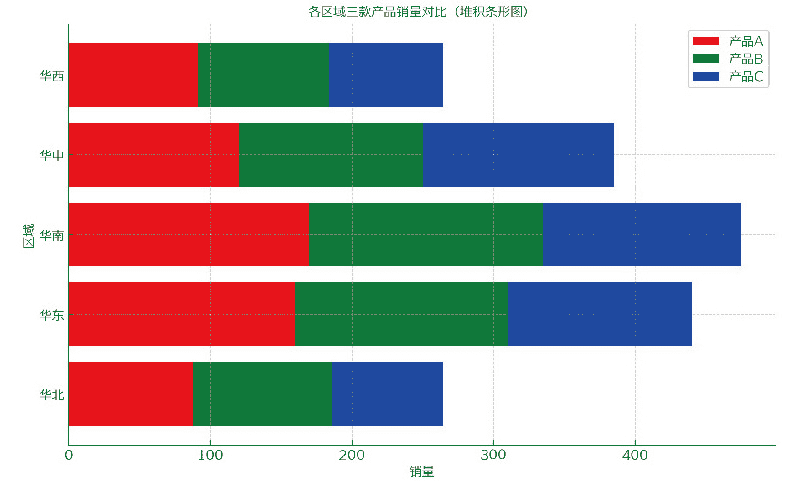 各区域三款产品销量对比（堆积条形图）
产品A
产品B
产品C
华西
华中
华南
华东
华北
区域
0 100 200 300 400
销量